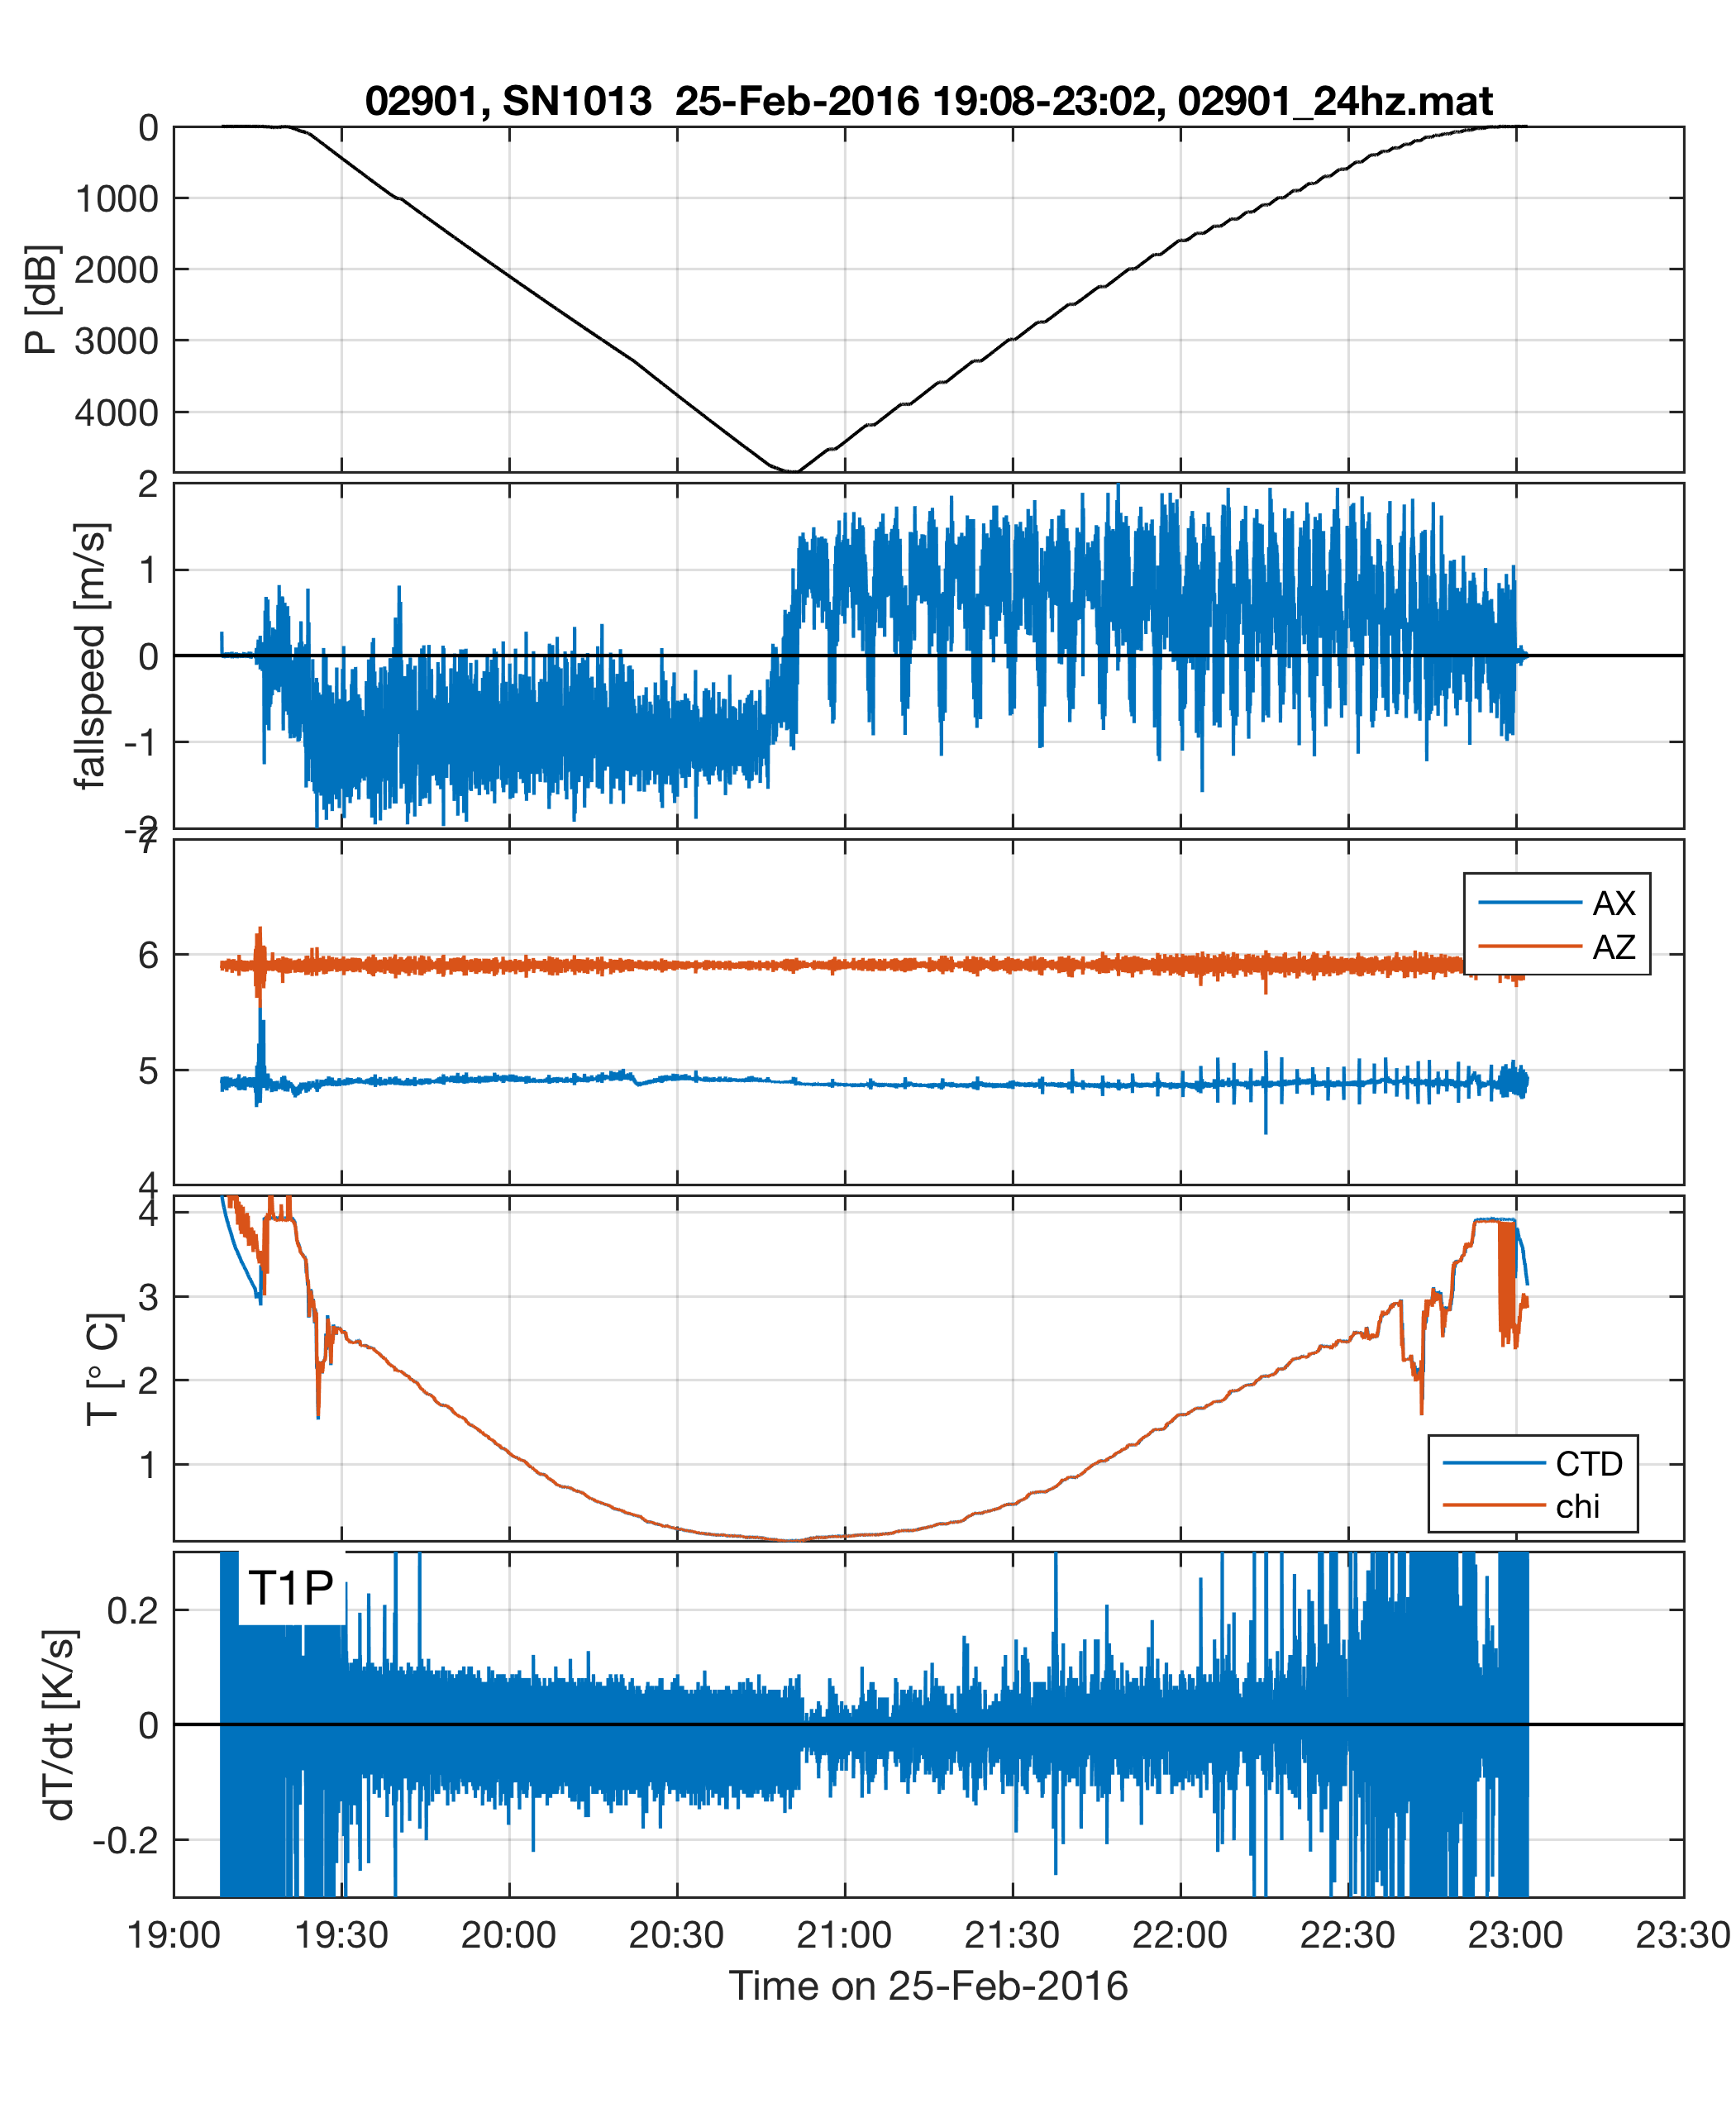 02901, SN1013  25-Feb-2016 19:08-23:02, 02901_24hz.mat
0
1000
2000
3000
4000
P [dB]
2
1
0
-1
-2
fallspeed [m/s]
7
6
5
4
AX
AZ
4
3
2
1
T [° C]
CTD
chi
T1P
0.2
0
-0.2
dT/dt [K/s]
19:00 19:30 20:00 20:30 21:00 21:30 22:00 22:30 23:00 23:30
Time on 25-Feb-2016